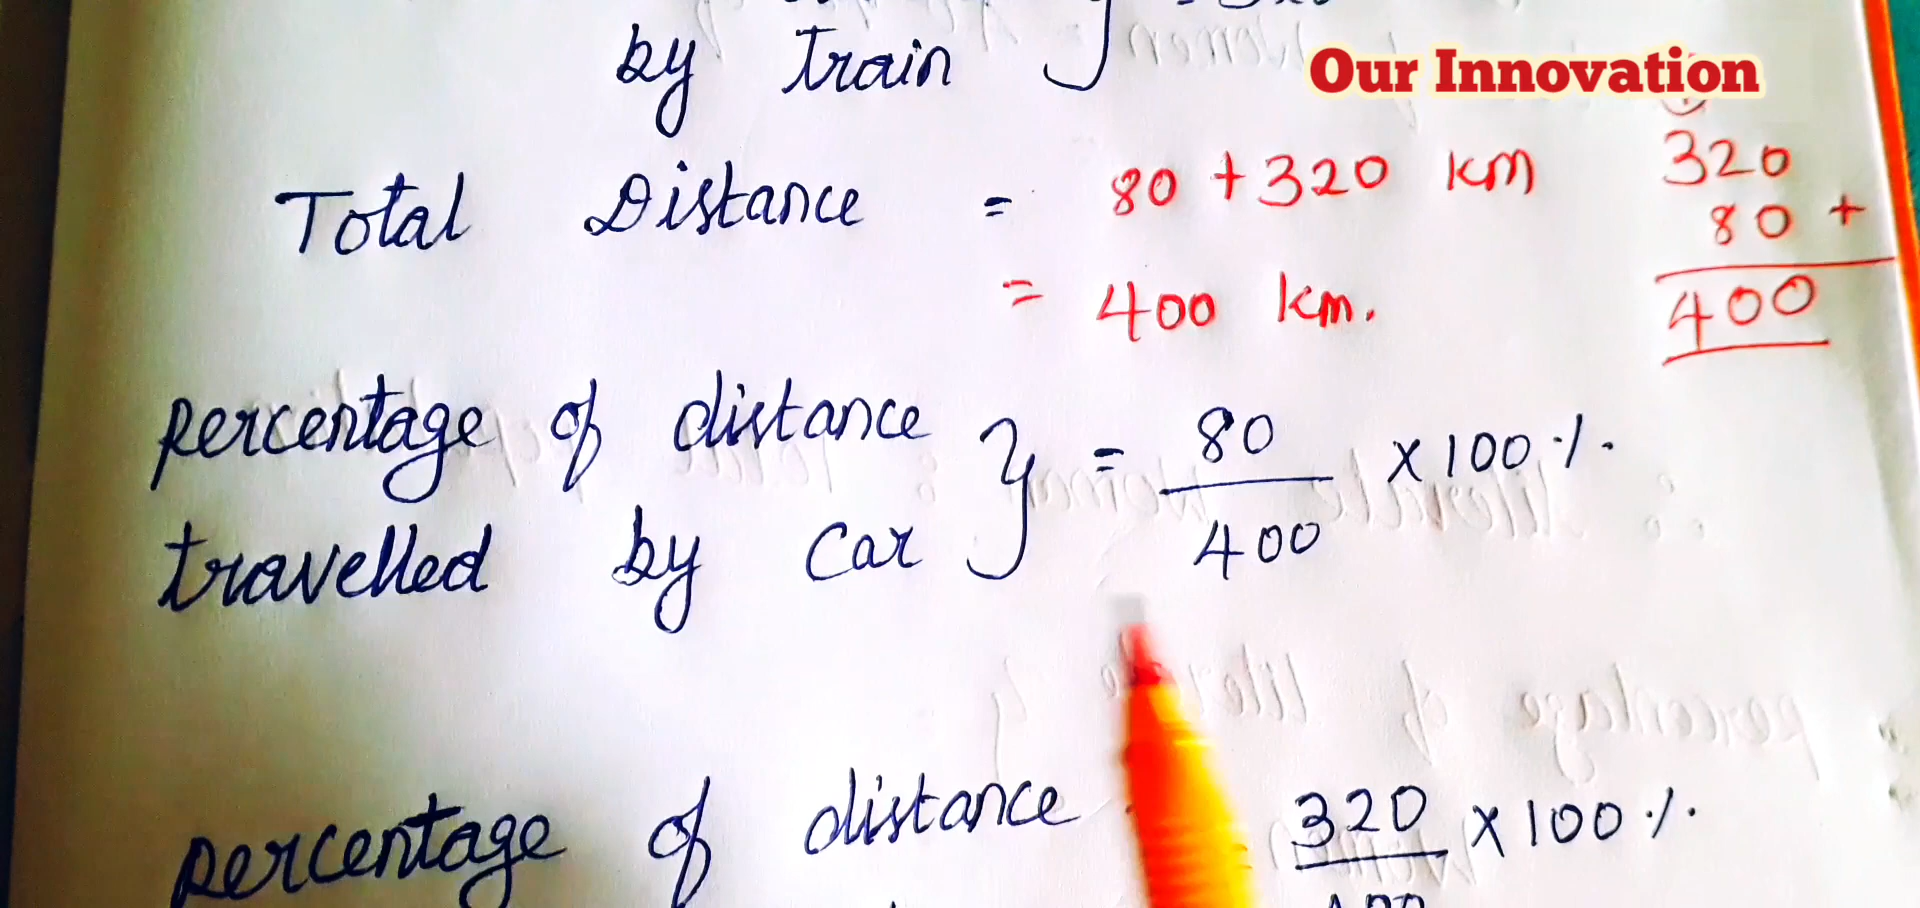 by Train
Our Innovation
Total Distance = 80 + 320 km
= 400 km.
320
80 +
400
percentage of distance
travelled by Car } = 80/400 × 100 %.
percentage of distance 320 × 100 %.